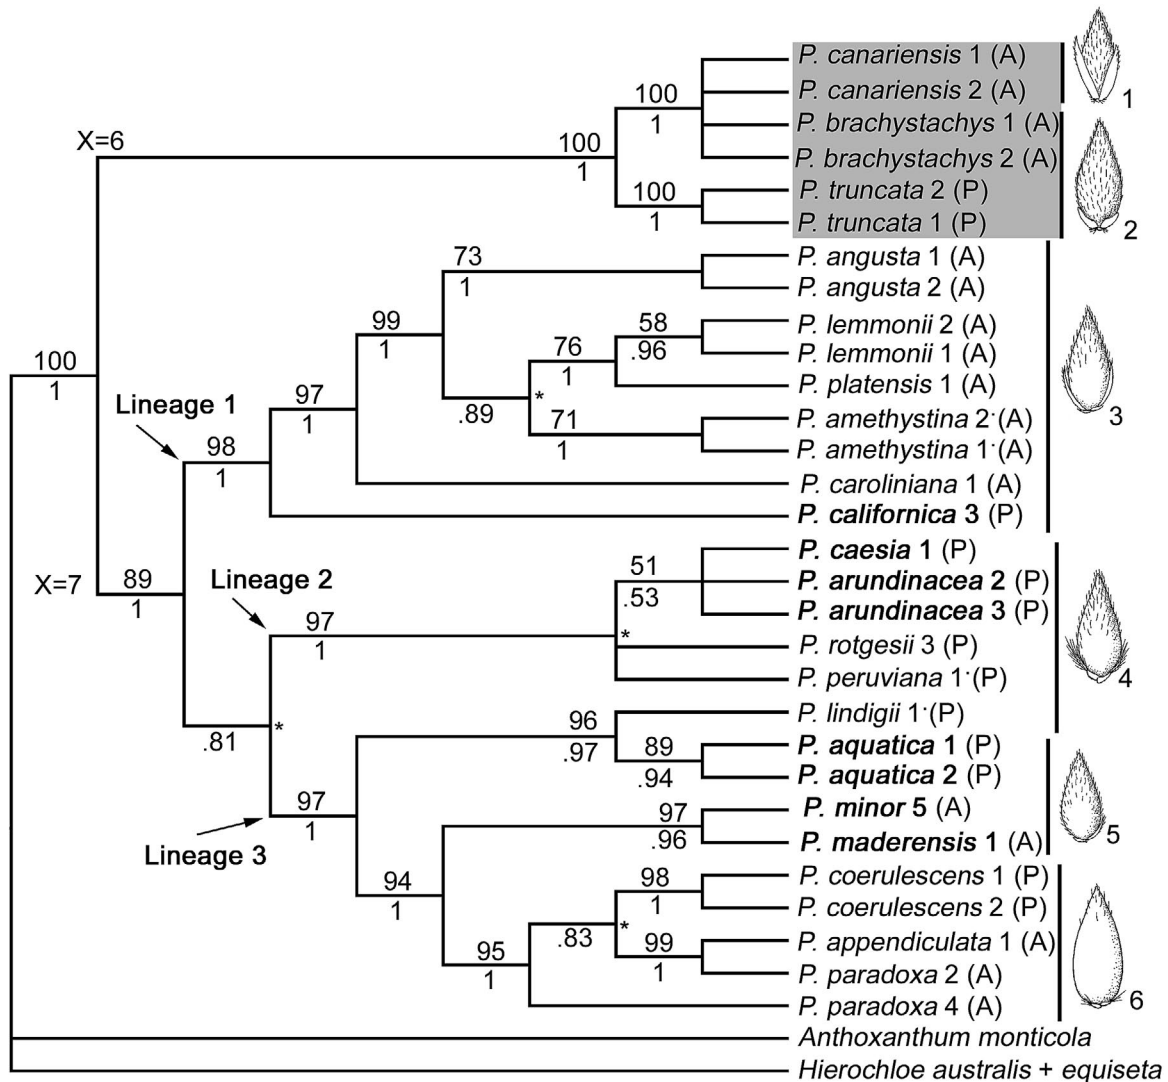 P. canariensis 1 (A)
1
P. canariensis 2 (A)
100
1
P. brachystachys 1 (A)
X=6
100
1
P. brachystachys 2 (A)
2
P. truncata 2 (P)
100
1
P. truncata 1 (P)
P. angusta 1 (A)
73
1
P. angusta 2 (A)
99
1
P. lemmonii 2 (A)
58
.96
P. lemmonii 1 (A)
76
1
P. platensis 1 (A)
3
100
1
Lineage 1
97
1
.89
*
P. amethystina 2·(A)
71
1
P. amethystina 1·(A)
98
1
P. caroliniana 1 (A)
P. californica 3 (P)
P. caesia 1 (P)
X=7
89
1
Lineage 2
51
.53
P. arundinacea 2 (P)
P. arundinacea 3 (P)
97
1
*
P. rotgesii 3 (P)
4
P. peruviana 1·(P)
.81
*
P. lindigii 1·(P)
96
.97
P. aquatica 1 (P)
89
.94
P. aquatica 2 (P)
97
1
Lineage 3
P. minor 5 (A)
97
.96
5
P. maderensis 1 (A)
94
1
P. coerulescens 1 (P)
98
1
P. coerulescens 2 (P)
.83
*
P. appendiculata 1 (A)
99
1
95
1
P. paradoxa 2 (A)
6
P. paradoxa 4 (A)
Anthoxanthum monticola
Hierochloe australis + equiseta